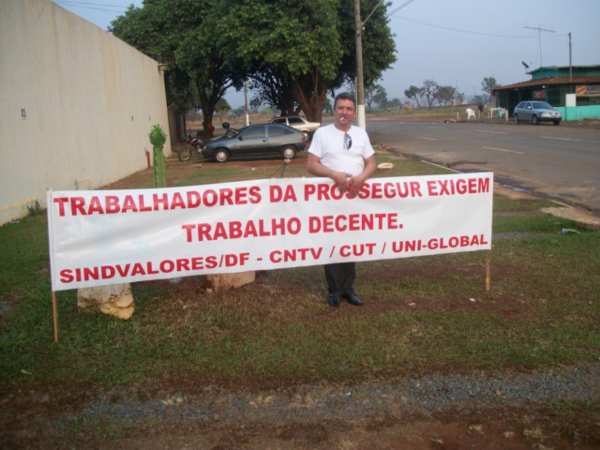 TRABALHADORES DA PROSSEGUR EXIGEM
TRABALHO DECENTE.
SINDVALORES/DF - CNTV / CUT / UNI-GLOBAL